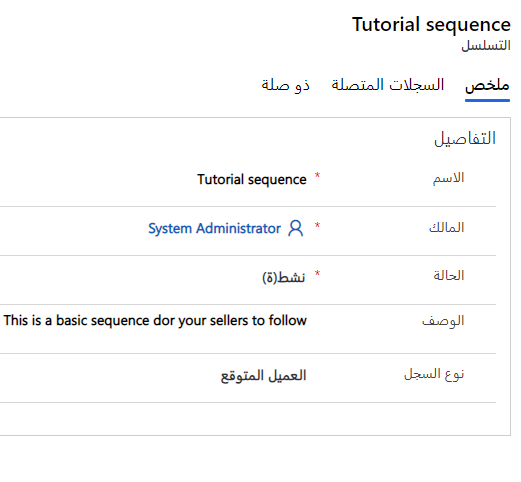 Tutorial sequence
التسلسل
ملخص السجلات المتصلة ذو صلة
التفاصيل
الاسم * Tutorial sequence
المالك * System Administrator
الحالة * نشط(ة)
الوصف This is a basic sequence dor your sellers to follow
نوع السجل العميل المتوقع